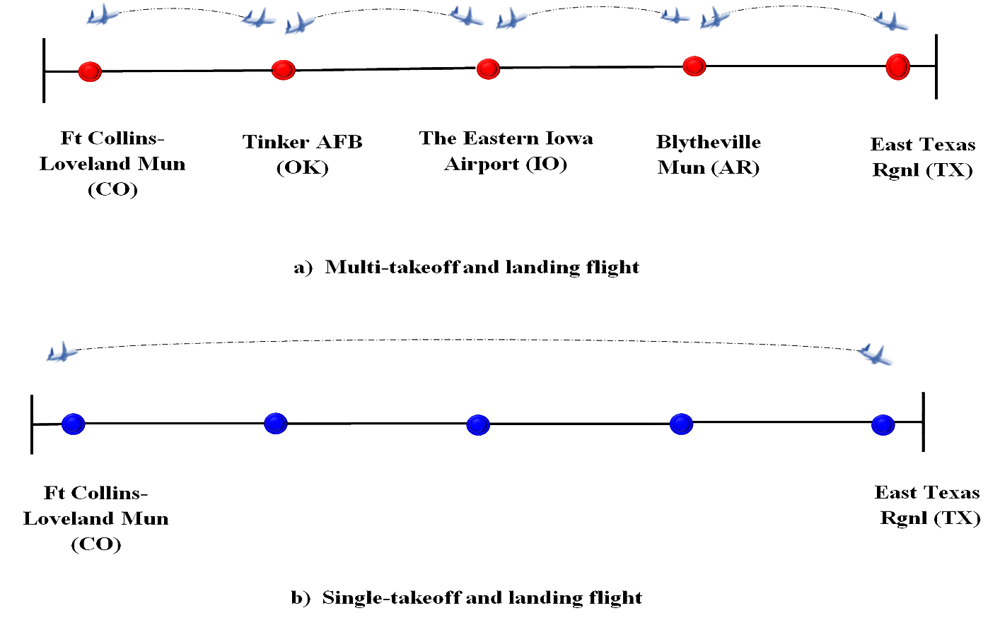 Ft Collins-
Loveland Mun
(CO)
Tinker AFB
(OK)
The Eastern Iowa
Airport (IO)
Blytheville
Mun (AR)
East Texas
Rgnl (TX)
a) Multi-takeoff and landing flight
Ft Collins-
Loveland Mun
(CO)
East Texas
Rgnl (TX)
b) Single-takeoff and landing flight